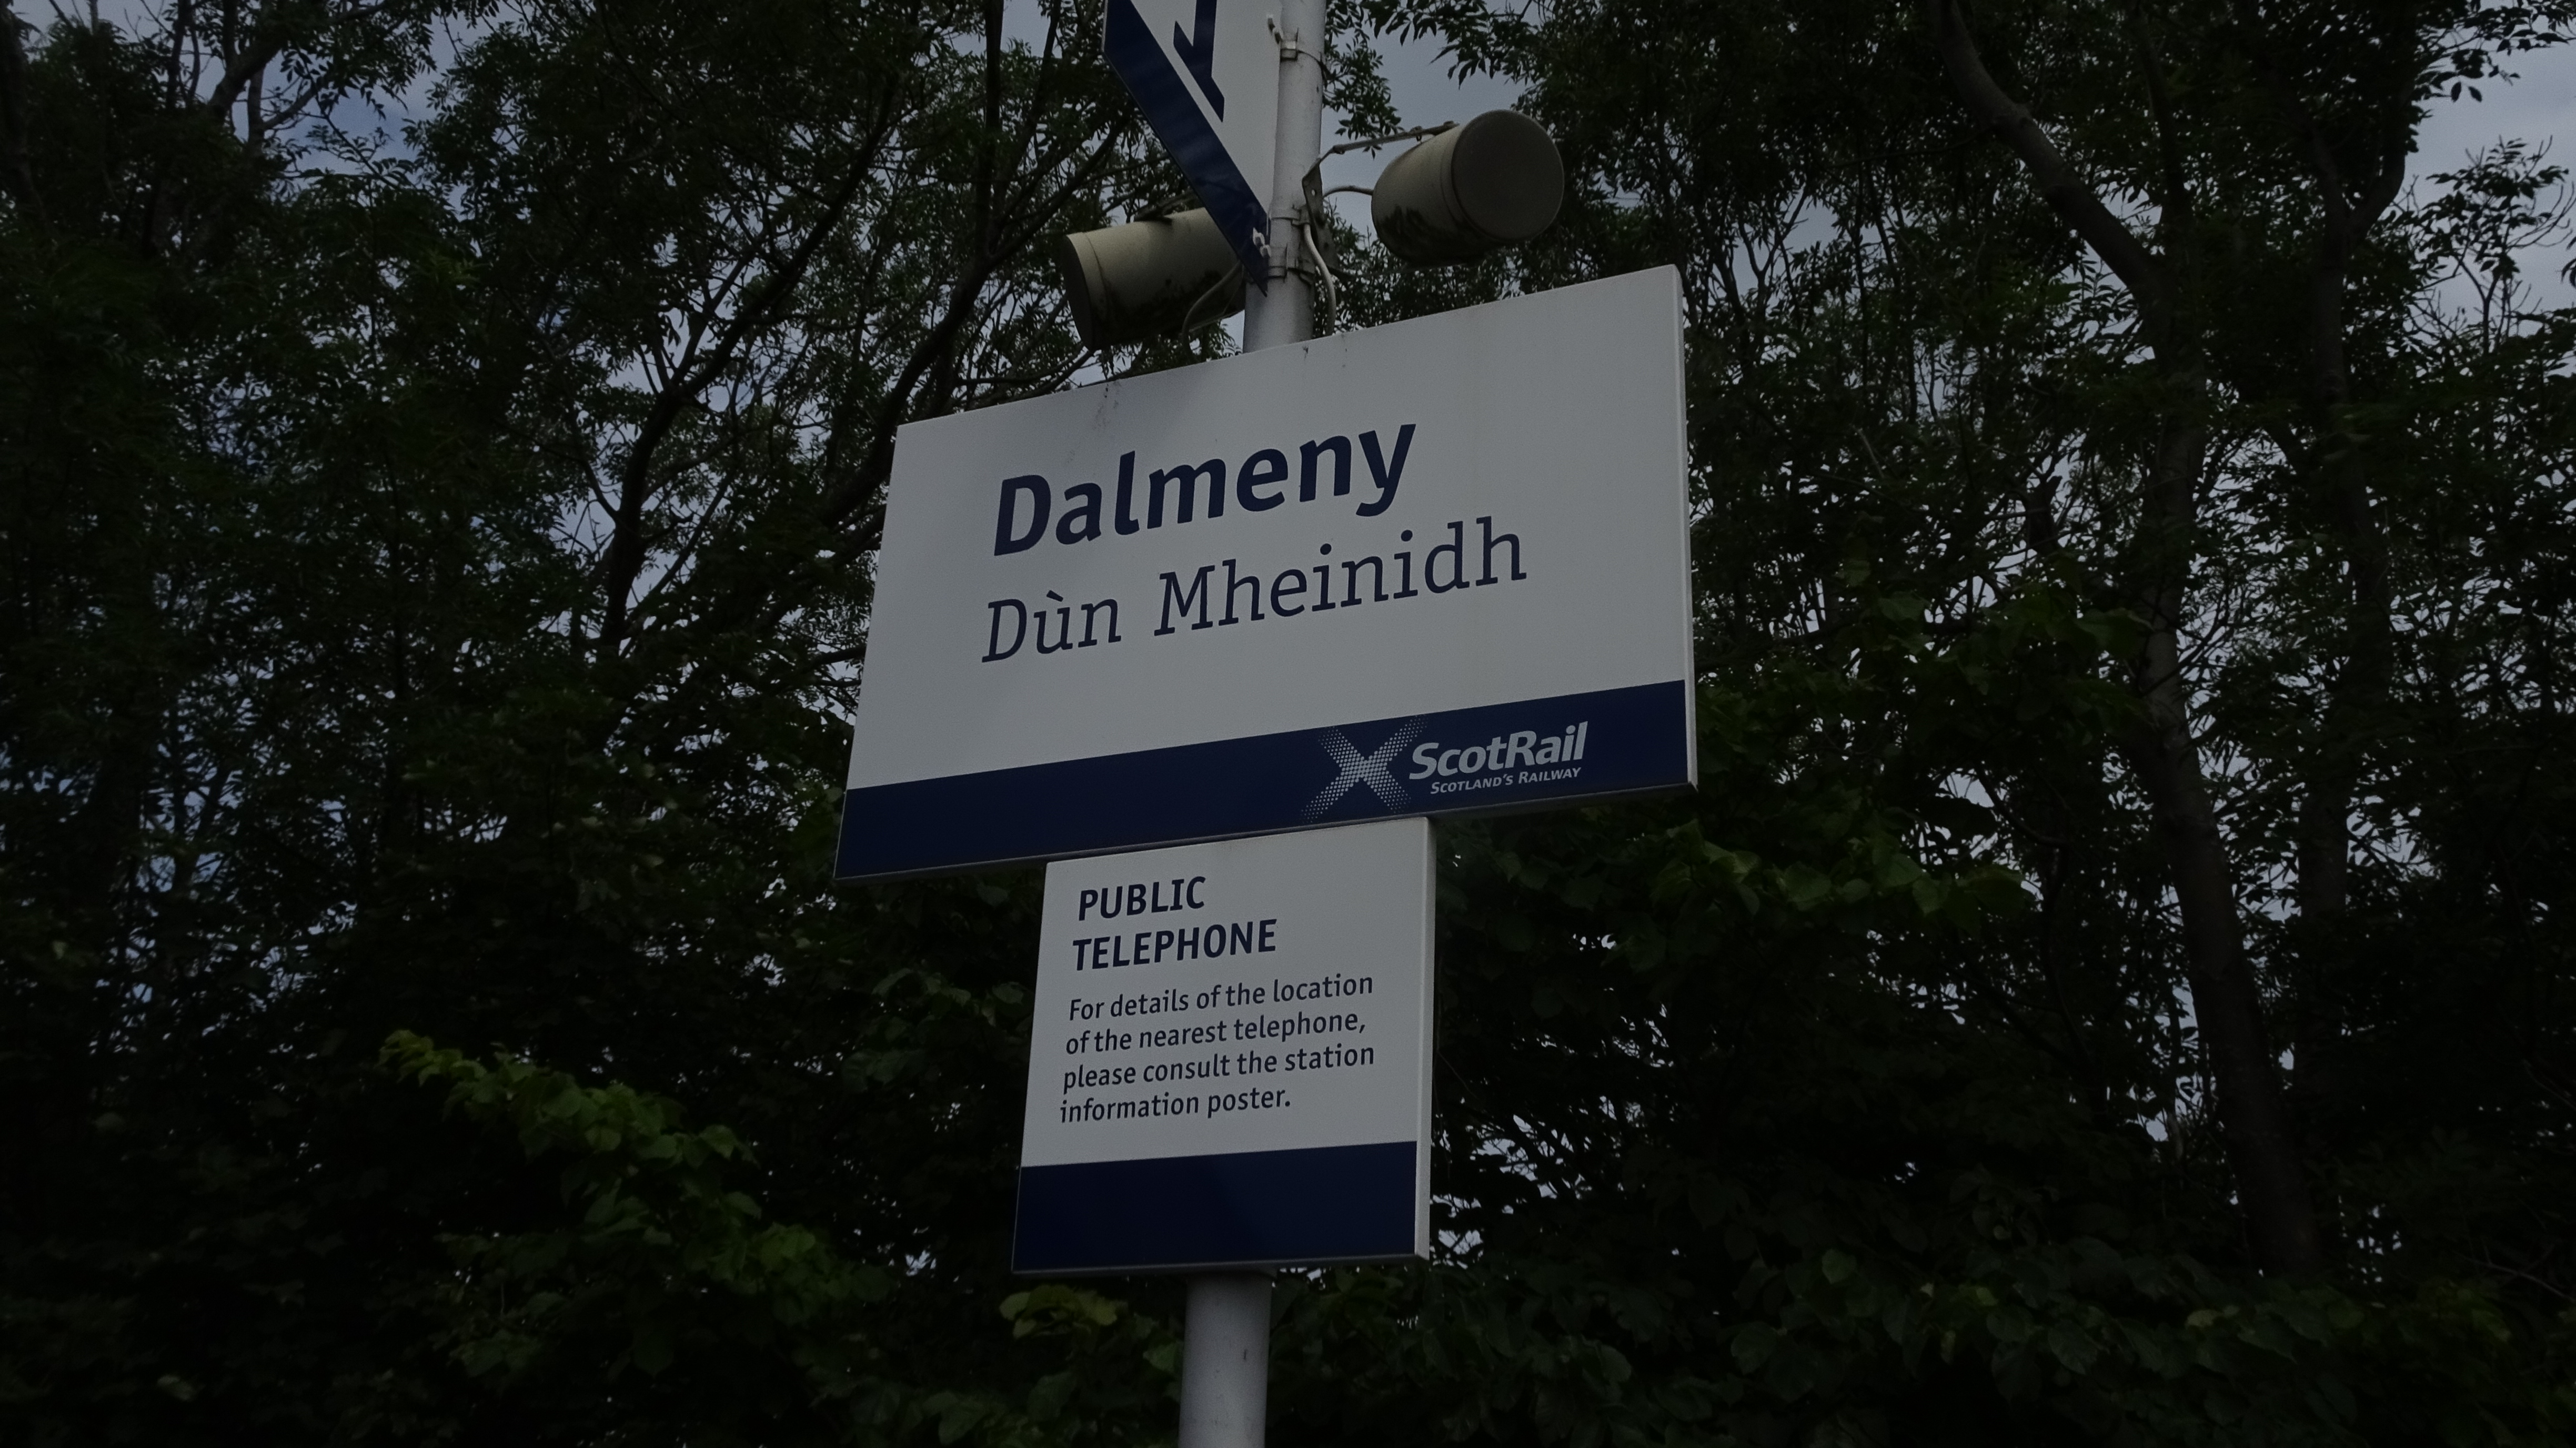 Dalmeny
Dùn Mheinidh
ScotRail
SCOTLAND'S RAILWAY
PUBLIC
TELEPHONE
For details of the location
of the nearest telephone,
please consult the station
information poster.